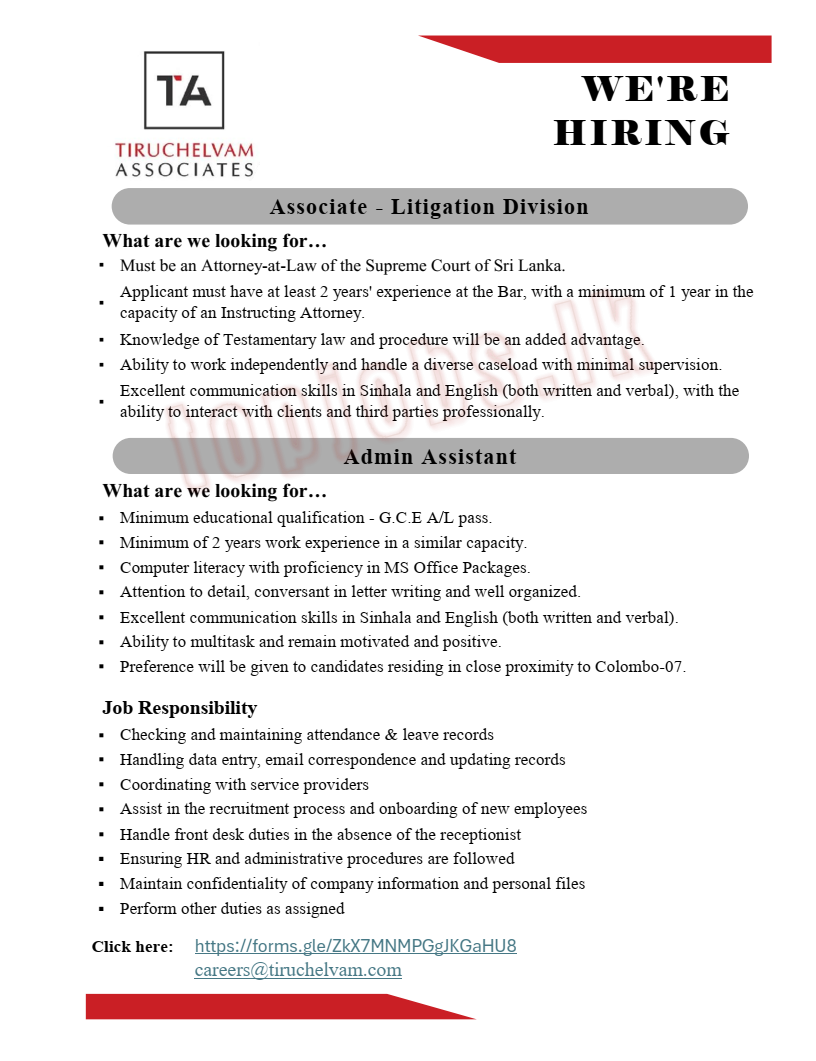 TA
TIRUCHELVAM
ASSOCIATES
WE'RE
HIRING
Associate - Litigation Division
What are we looking for…
▪ Must be an Attorney-at-Law of the Supreme Court of Sri Lanka.
▪ Applicant must have at least 2 years' experience at the Bar, with a minimum of 1 year in the
capacity of an Instructing Attorney.
▪ Knowledge of Testamentary law and procedure will be an added advantage.
▪ Ability to work independently and handle a diverse caseload with minimal supervision.
▪ Excellent communication skills in Sinhala and English (both written and verbal), with the
ability to interact with clients and third parties professionally.
topjobs.lk
Admin Assistant
What are we looking for…
▪ Minimum educational qualification - G.C.E A/L pass.
▪ Minimum of 2 years work experience in a similar capacity.
▪ Computer literacy with proficiency in MS Office Packages.
▪ Attention to detail, conversant in letter writing and well organized.
▪ Excellent communication skills in Sinhala and English (both written and verbal).
▪ Ability to multitask and remain motivated and positive.
▪ Preference will be given to candidates residing in close proximity to Colombo-07.
Job Responsibility
▪ Checking and maintaining attendance & leave records
▪ Handling data entry, email correspondence and updating records
▪ Coordinating with service providers
▪ Assist in the recruitment process and onboarding of new employees
▪ Handle front desk duties in the absence of the receptionist
▪ Ensuring HR and administrative procedures are followed
▪ Maintain confidentiality of company information and personal files
▪ Perform other duties as assigned
Click here: https://forms.gle/ZkX7MNMPGgJKGaHU8
careers@tiruchelvam.com